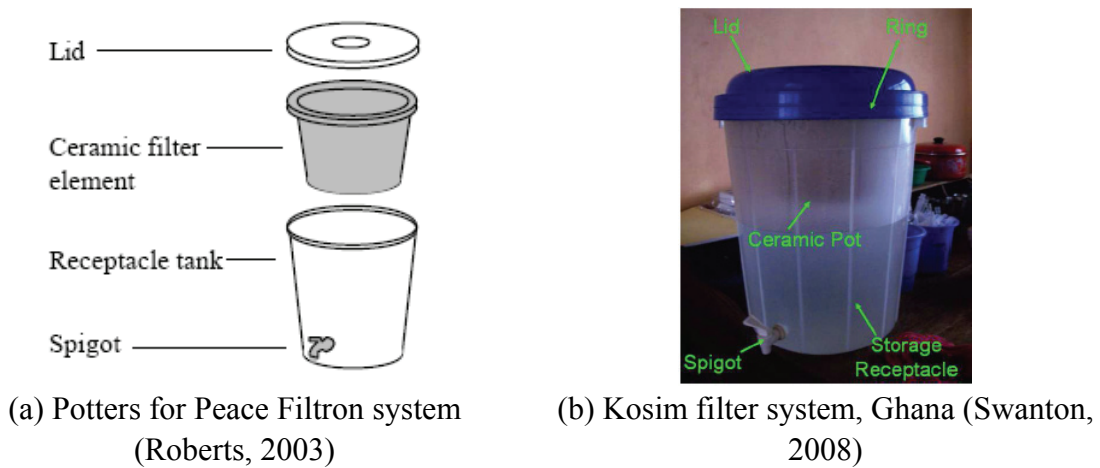 Lid
Ceramic filter
element
Receptacle tank
Spigot
(a) Potters for Peace Filtron system
(Roberts, 2003)
Lid
Ring
Ceramic Pot
Spigot
Storage
Receptacle
(b) Kosim filter system, Ghana (Swanton,
2008)